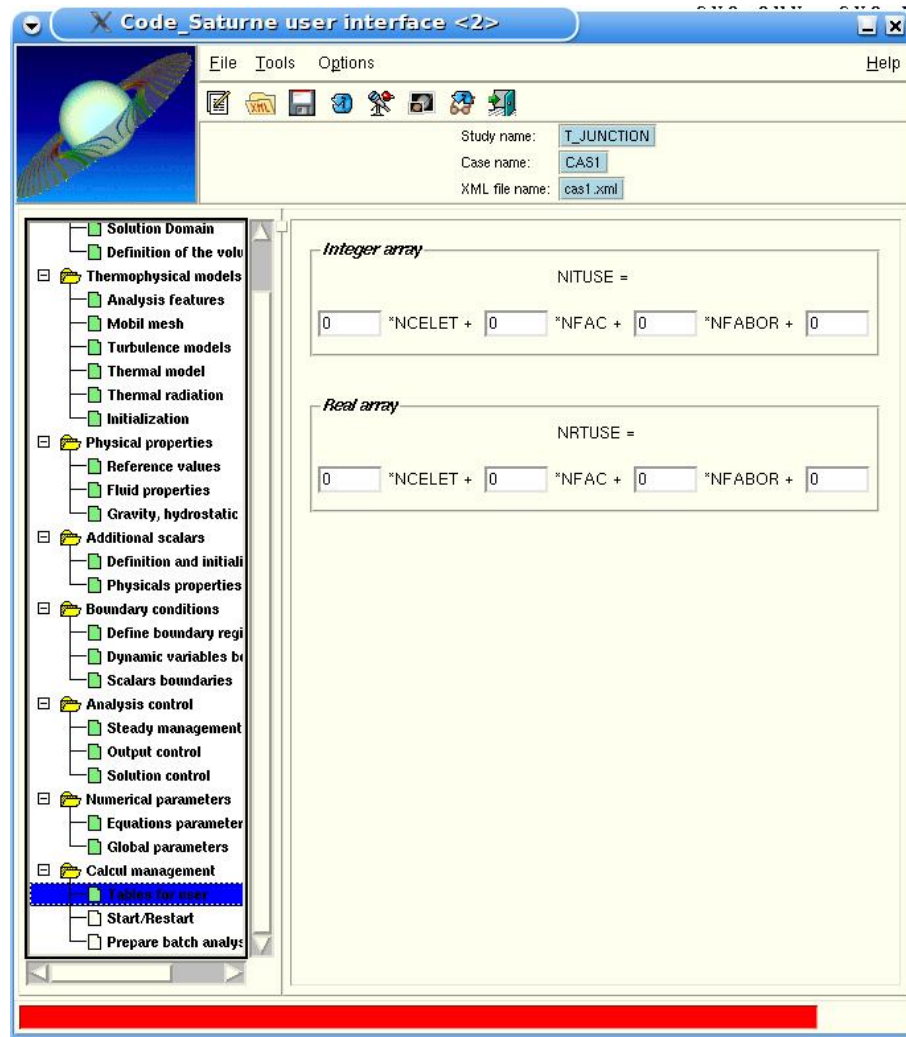 Code_Saturne user interface <2>
File Tools Options Help
Study name: T_JUNCTION
Case name: CAS1
XML file name: cas1.xml
Solution Domain
Definition of the volu
Thermophysical models
Analysis features
Mobil mesh
Turbulence models
Thermal model
Thermal radiation
Initialization
Physical properties
Reference values
Fluid properties
Gravity, hydrostatic
Additional scalars
Definition and initiali
Physicals properties
Boundary conditions
Define boundary regi
Dynamic variables bo
Scalars boundaries
Analysis control
Steady management
Output control
Solution control
Numerical parameters
Equations parameter
Global parameters
Calcul management
Tables for user
Start/Restart
Prepare batch analys
Integer array
NITUSE =
0 *NCELET + 0 *NFAC + 0 *NFABOR + 0
Real array
NRTUSE =
0 *NCELET + 0 *NFAC + 0 *NFABOR + 0